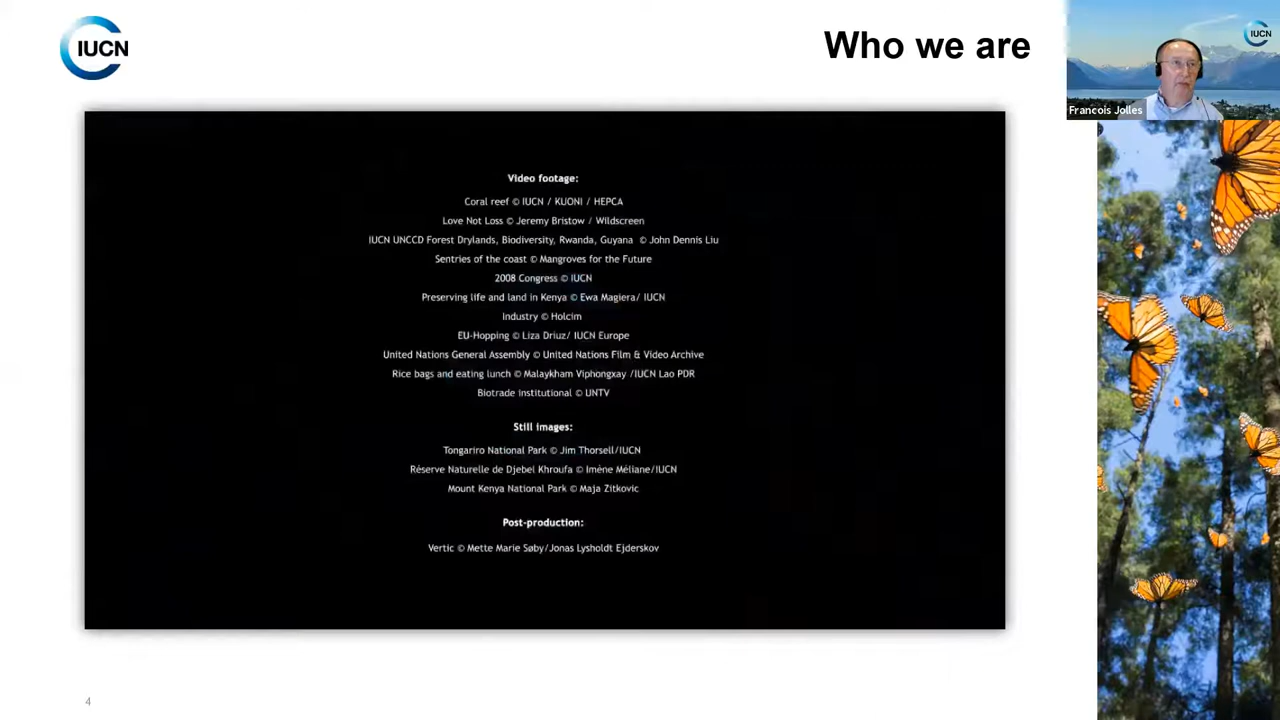 IUCN
Who we are
IUCN
Francois Jolles
Video footage:
Coral reef © IUCN / KUONI / HEPCA
Love Not Loss © Jeremy Bristow / Wildscreen
IUCN UNCCD Forest Drylands, Biodiversity, Rwanda, Guyana © John Dennis Liu
Sentries of the coast © Mangroves for the Future
2008 Congress © IUCN
Preserving life and land in Kenya © Ewa Magiera/ IUCN
Industry © Holcim
EU-Hopping © Liza Driuz/ IUCN Europe
United Nations General Assembly © United Nations Film & Video Archive
Rice bags and eating lunch © Malaykham Viphongxay /IUCN Lao PDR
Biotrade institutional © UNTV
Still images:
Tongariro National Park © Jim Thorsell/IUCN
Réserve Naturelle de Djebel Khroufa © Imène Méliane/IUCN
Mount Kenya National Park © Maja Zitkovic
Post-production:
Vertic © Mette Marie Søby/Jonas Lysholdt Ejderskov
4